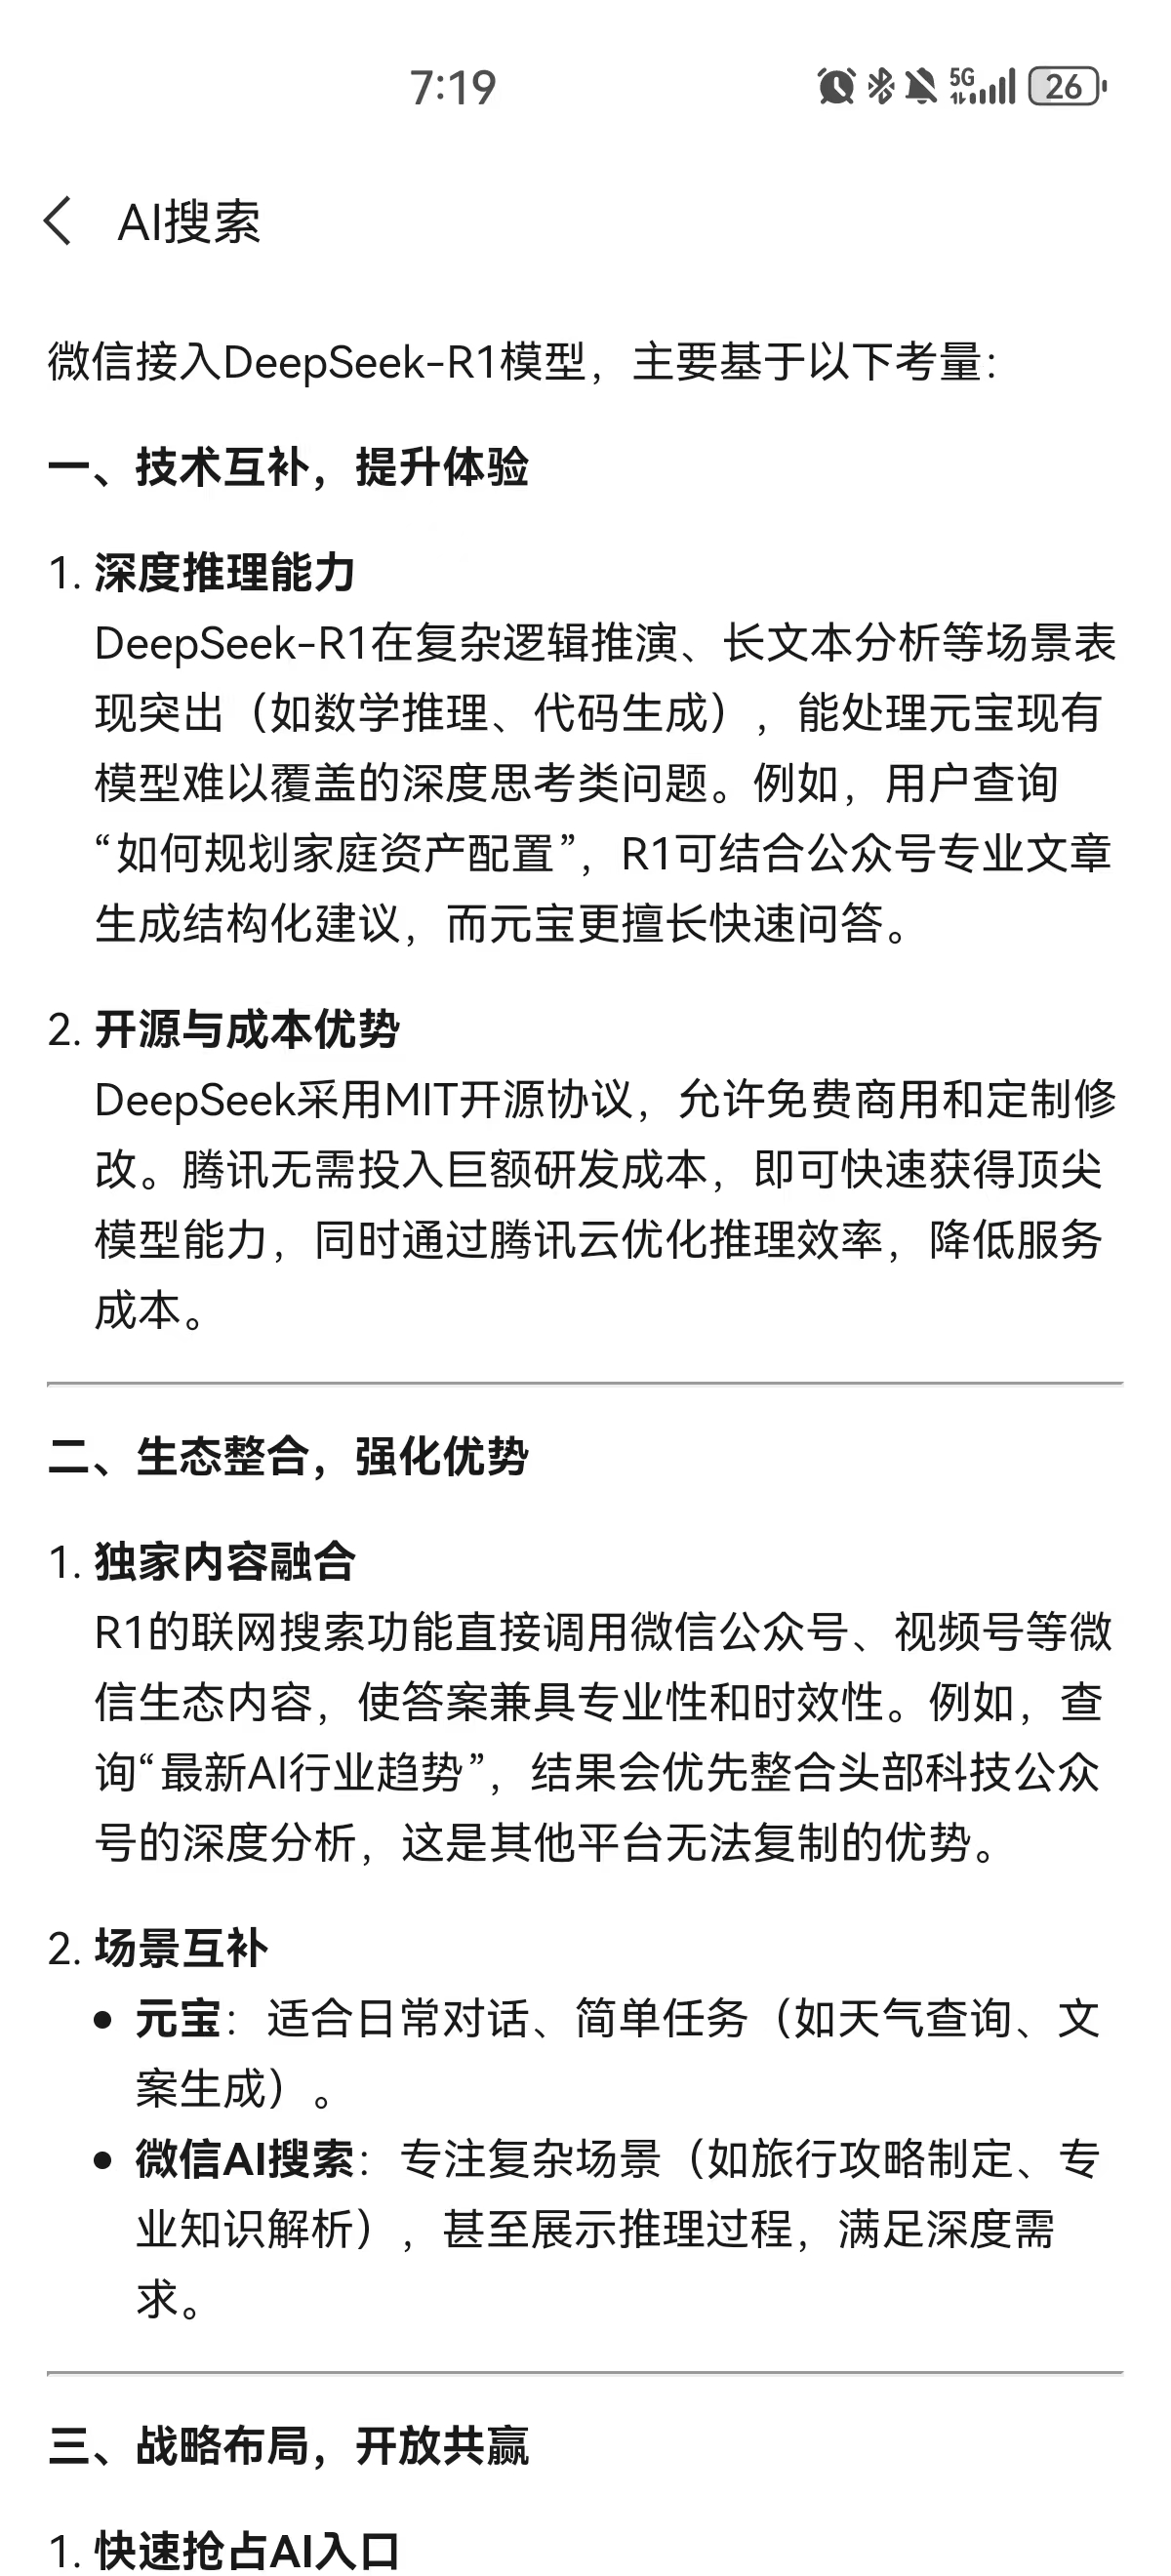 7:19
5G
26
AI搜索
微信接入DeepSeek-R1模型，主要基于以下考量：
一、技术互补，提升体验
1. 深度推理能力
DeepSeek-R1在复杂逻辑推演、长文本分析等场景表
现突出（如数学推理、代码生成），能处理元宝现有
模型难以覆盖的深度思考类问题。例如，用户查询
“如何规划家庭资产配置”，R1可结合公众号专业文章
生成结构化建议，而元宝更擅长快速问答。
2. 开源与成本优势
DeepSeek采用MIT开源协议，允许免费商用和定制修
改。腾讯无需投入巨额研发成本，即可快速获得顶尖
模型能力，同时通过腾讯云优化推理效率，降低服务
成本。
二、生态整合，强化优势
1. 独家内容融合
R1的联网搜索功能直接调用微信公众号、视频号等微
信生态内容，使答案兼具专业性和时效性。例如，查
询“最新AI行业趋势”，结果会优先整合头部科技公众
号的深度分析，这是其他平台无法复制的优势。
2. 场景互补
• 元宝：适合日常对话、简单任务（如天气查询、文
案生成）。
• 微信AI搜索：专注复杂场景（如旅行攻略制定、专
业知识解析），甚至展示推理过程，满足深度需
求。
三、战略布局，开放共赢
1. 快速抢占AI入口